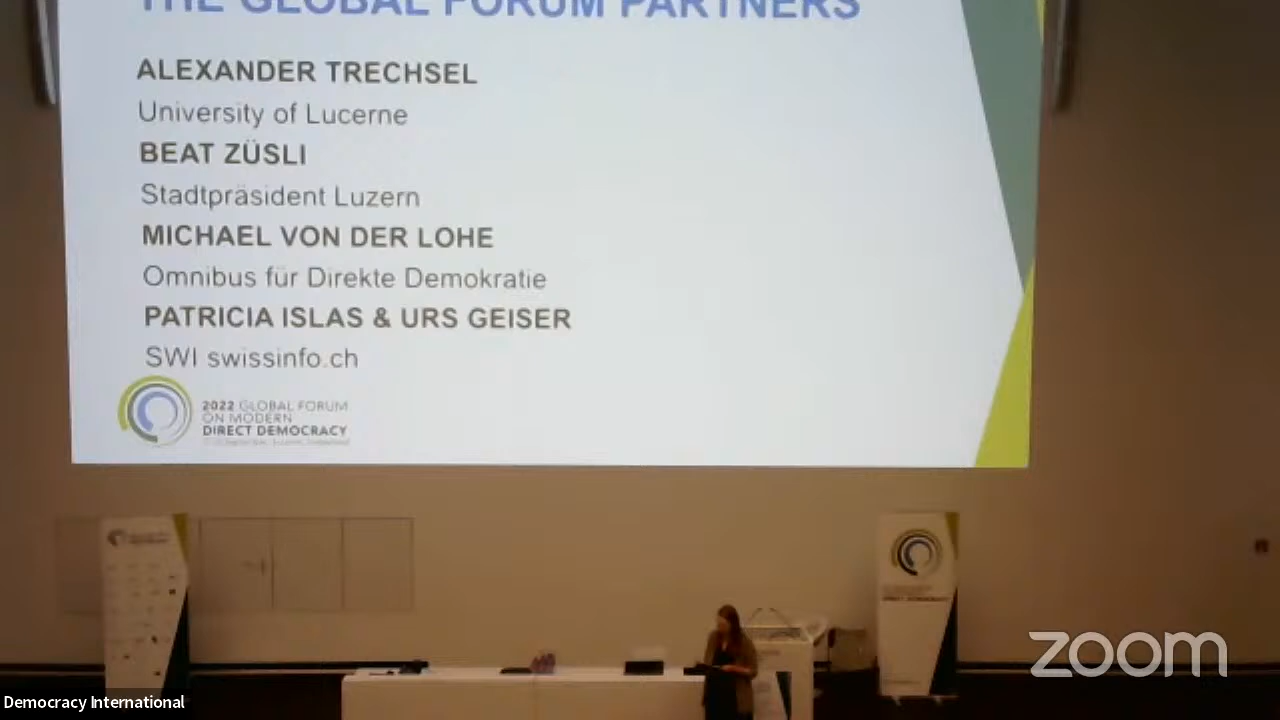 THE GLOBAL FORUM PARTNERS
ALEXANDER TRECHSEL
University of Lucerne
BEAT ZÜSLI
Stadtpräsident Luzern
MICHAEL VON DER LOHE
Omnibus für Direkte Demokratie
PATRICIA ISLAS & URS GEISER
SWI swissinfo.ch
2022 GLOBAL FORUM
ON MODERN
DIRECT DEMOCRACY
zoom
Democracy International